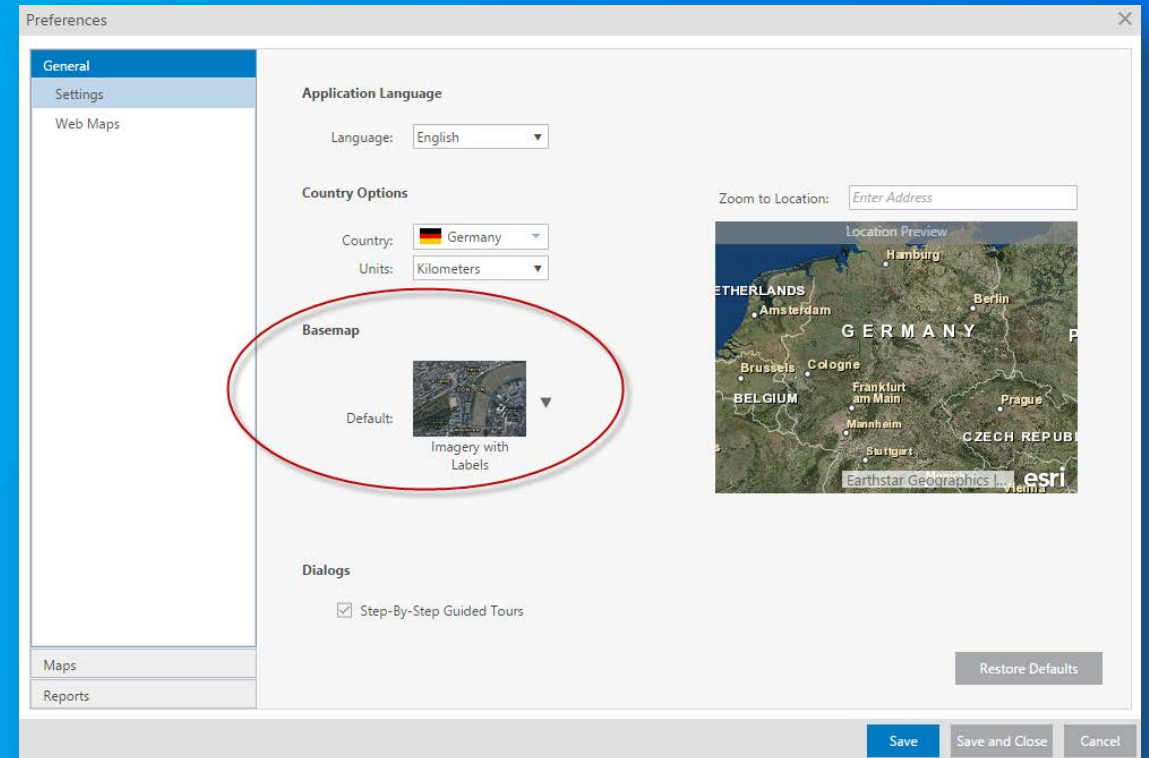 Preferences
General
Settings
Web Maps
Maps
Reports
Application Language
Language: English
Country Options
Country: Germany
Units: Kilometers
Basemap
Default:
LONDON
Imagery with
Labels
Dialogs
Step-By-Step Guided Tours
Zoom to Location: Enter Address
Location Preview
Hamburg
ETHERLANDS
Berlin
Amsterdam
GERMANY
P
Brussels
Cologne
BELGIUM
Frankfurt
am Main
Prague
Mannheim
CZECH REPUBI
Stuttgart
Earthstar Geographics |...
esri
Vienna
Restore Defaults
Save
Save and Close
Cancel